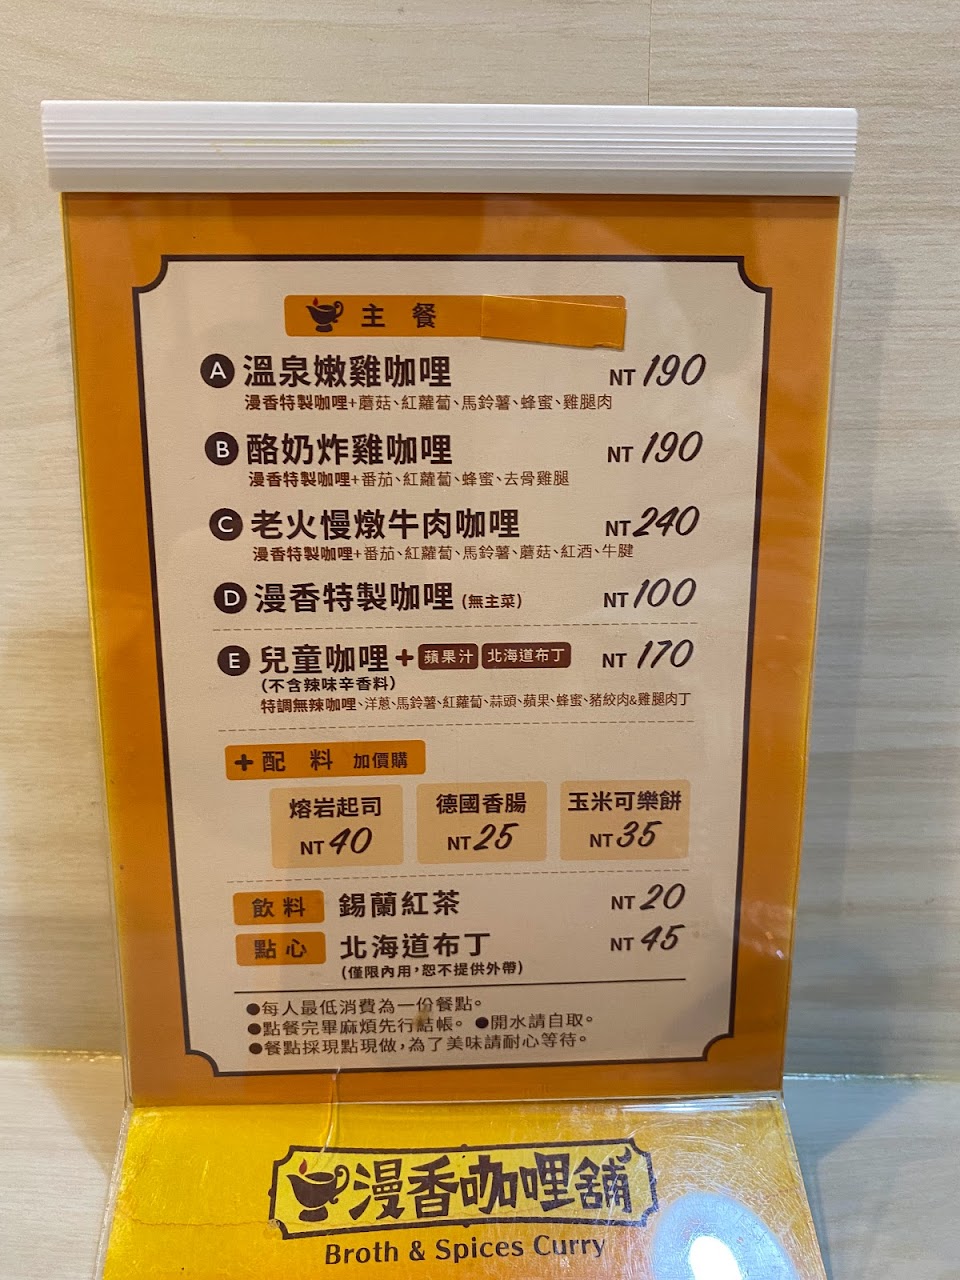 主餐
A 溫泉嫩雞咖哩 NT 190
漫香特製咖哩+蘑菇、紅蘿蔔、馬鈴薯、蜂蜜、雞腿肉
B 酪奶炸雞咖哩 NT 190
漫香特製咖哩+番茄、紅蘿蔔、蜂蜜、去骨雞腿
C 老火慢燉牛肉咖哩 NT 240
漫香特製咖哩+番茄、紅蘿蔔、馬鈴薯、蘑菇、紅酒、牛腱
D 漫香特製咖哩 (無主菜) NT 100
E 兒童咖哩+ 蘋果汁 北海道布丁 NT 170
(不含辣味辛香料)
特調無辣咖哩、洋蔥、馬鈴薯、紅蘿蔔、蒜頭、蘋果、蜂蜜、豬絞肉&雞腿肉丁
+配料 加價購
熔岩起司 德國香腸 玉米可樂餅
NT 40 NT 25 NT 35
飲料 錫蘭紅茶 NT 20
點心 北海道布丁 NT 45
(僅限內用,恕不提供外帶)
●每人最低消費為一份餐點。
●點餐完畢麻煩先行結帳。 ●開水請自取。
●餐點採現點現做,為了美味請耐心等待。
漫香咖哩舖
Broth & Spices Curry